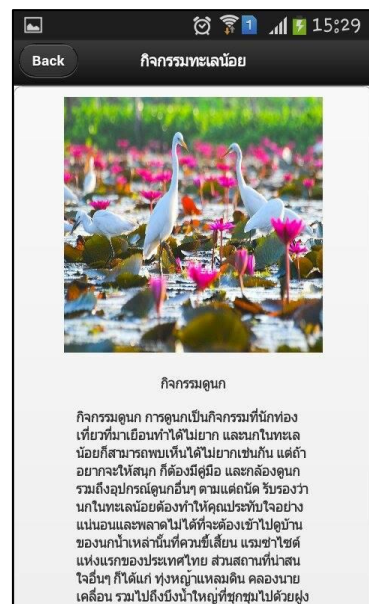 15:29
Back
กิจกรรมทะเลน้อย
กิจกรรมดูนก
กิจกรรมดูนก การดูนกเป็นกิจกรรมที่นักท่อง
เที่ยวที่มาเยือนทำได้ไม่ยาก และนกในทะเล
น้อยก็สามารถพบเห็นได้ไม่ยากเช่นกัน แต่ถ้า
อยากจะให้สนุก ก็ต้องมีคู่มือ และกล้องดูนก
รวมถึงอุปกรณ์ดูนกอื่นๆ ตามแต่ถนัด รับรองว่า
นกในทะเลน้อยต้องทำให้คุณประทับใจอย่าง
แน่นอนและพลาดไม่ได้ที่จะต้องเข้าไปดูบ้าน
ของนกน้ำเหล่านั้นที่ควนขี้เสี้ยน แรมซ่าไซต์
แห่งแรกของประเทศไทย ส่วนสถานที่น่าสน
ใจอื่นๆ ก็ได้แก่ ทุ่งหญ้าแหลมดิน คลองนาย
เคลื่อน รวมไปถึงบึงน้ำใหญ่ที่ชุกชุมไปด้วยฝูง